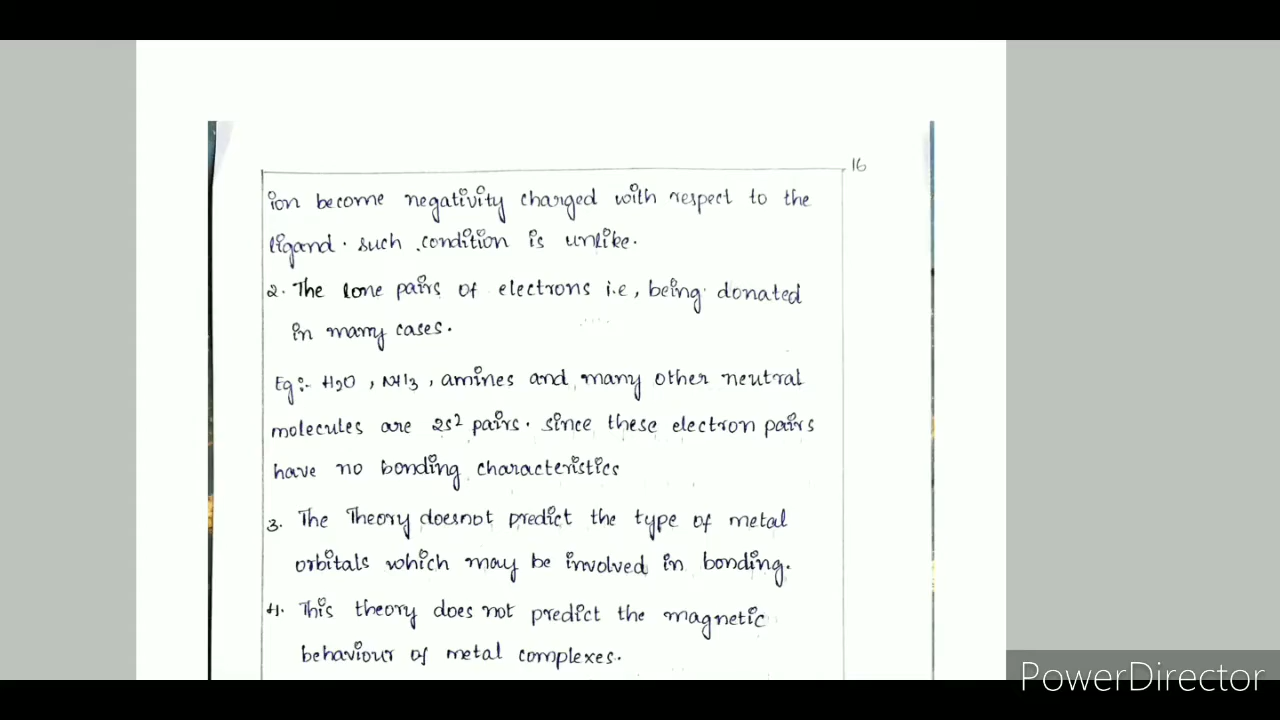 16
ion become negativity charged with respect to the
ligand. such condition is unlike.
2. The lone pairs of electrons i.e, being donated
in many cases.
Eg:- H2O, NH3, amines and many other neutral
molecules are 2s2 pairs. since these electron pairs
have no bonding characteristics
3. The Theory doesnot predict the type of metal
orbitals which may be involved in bonding.
4. This theory does not predict the magnetic
behaviour of metal complexes.
PowerDirector